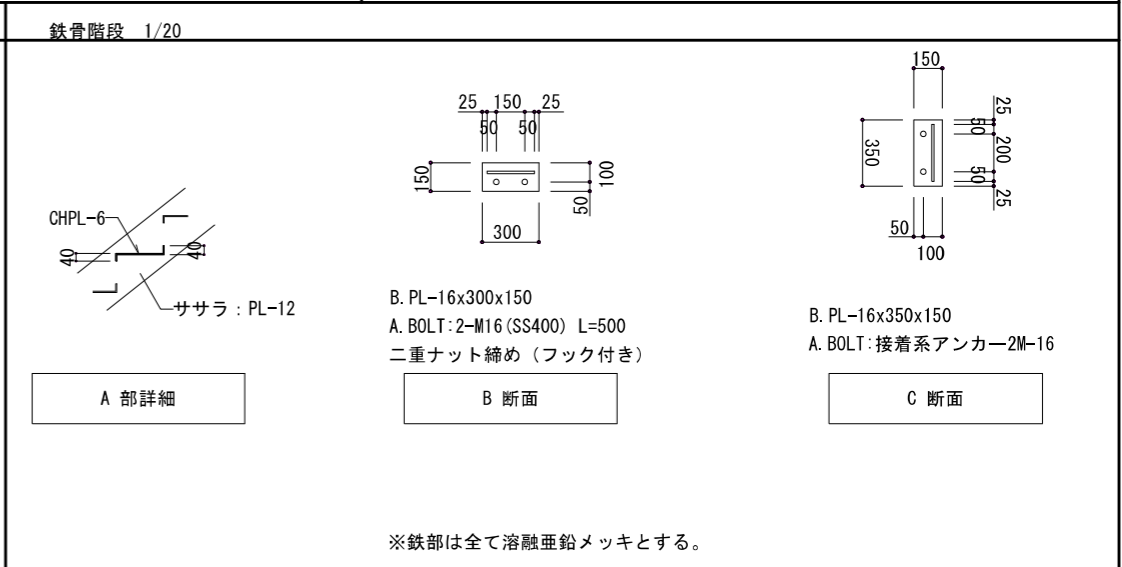 鉄骨階段 1/20
CHPL-6
40
40
ササラ：PL-12
A 部詳細
25 150 25
50 50
150
100
50
300
B.PL-16x300x150
A.BOLT:2-M16(SS400) L=500
二重ナット締め（フック付き）
B 断面
150
350
25
50
200
50
25
50
100
B.PL-16x350x150
A.BOLT:接着系アンカー2M-16
C 断面
※鉄部は全て溶融亜鉛メッキとする。